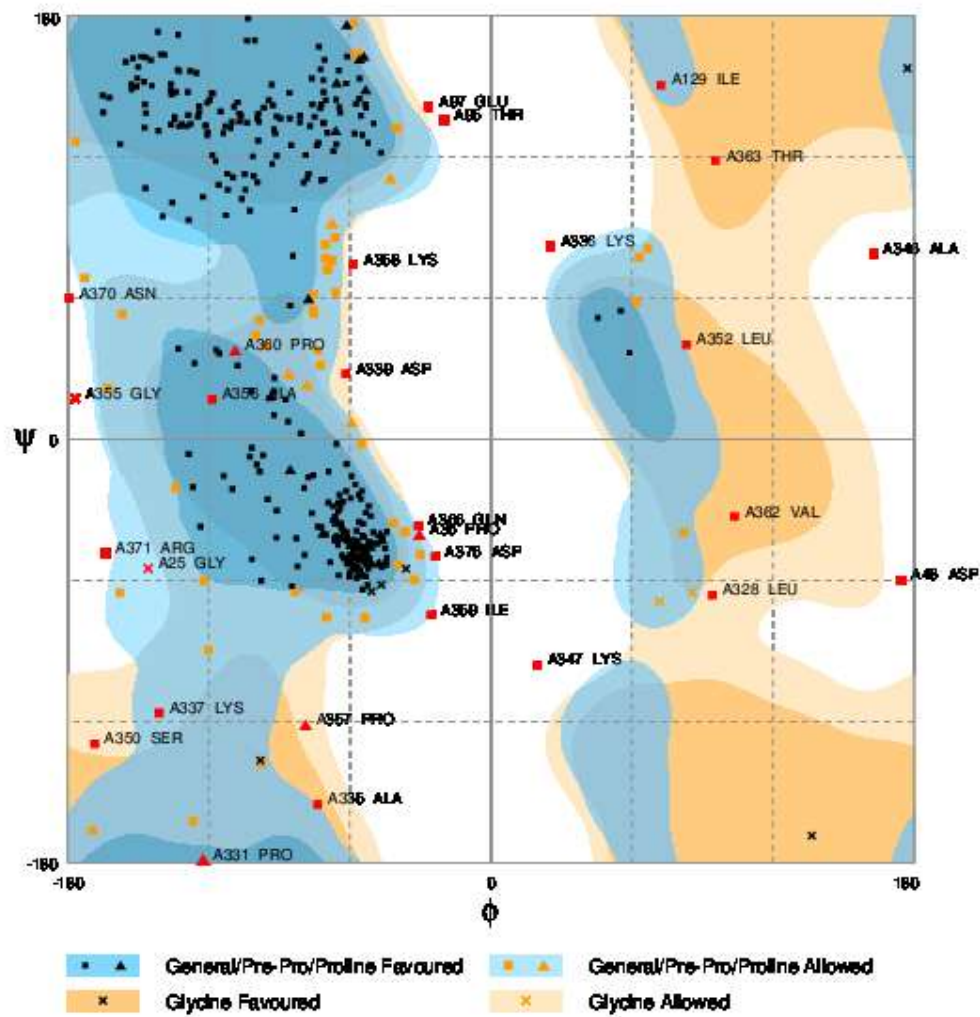 180
A129 ILE
A97 GLU
A95 THR
A363 THR
A336 LYS
A346 ALA
A358 LYS
A370 ASN
A360 PRO
A352 LEU
A339 ASP
A355 GLY
A356 ALA
Ψ 0
A366 GLN
A35 PRO
A362 VAL
A371 ARG
A376 ASP
A25 GLY
A328 LEU
A46 ASP
A359 ILE
A347 LYS
A337 LYS
A357 PRO
A350 SER
A335 ALA
A331 PRO
-180
-180 0 180
ϕ
General/Pre-Pro/Proline Favoured General/Pre-Pro/Proline Allowed
Glycine Favoured Glycine Allowed